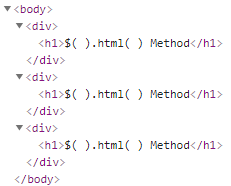 ▼<body>
▼<div>
<h1>$( ).html( ) Method</h1>
</div>
▼<div>
<h1>$( ).html( ) Method</h1>
</div>
▼<div>
<h1>$( ).html( ) Method</h1>
</div>
</body>